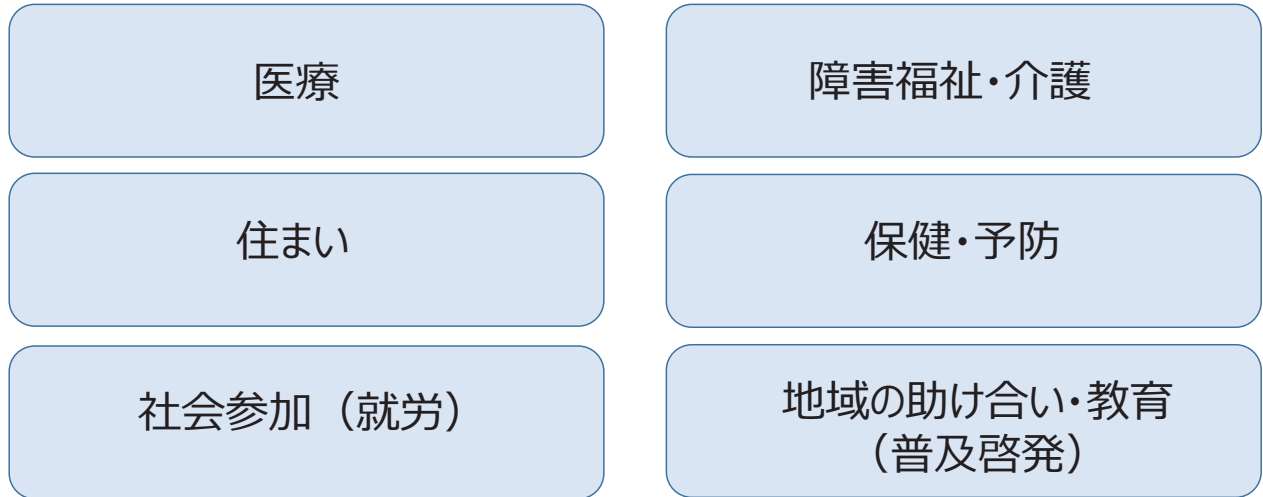 医療
障害福祉・介護
住まい
保健・予防
社会参加（就労）
地域の助け合い・教育
（普及啓発）